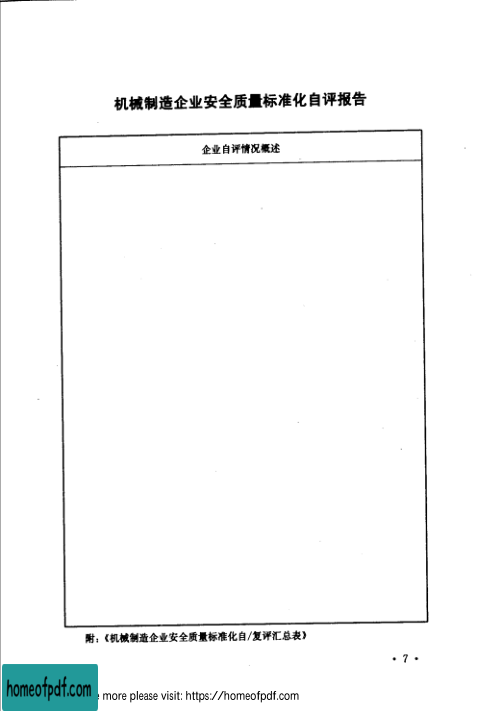 机械制造企业安全质量标准化自评报告
企业自评情况概述
附：《机械制造企业安全质量标准化自/复评汇总表》
· 7 ·
homeofpdf.com
e more please visit: https://homeofpdf.com